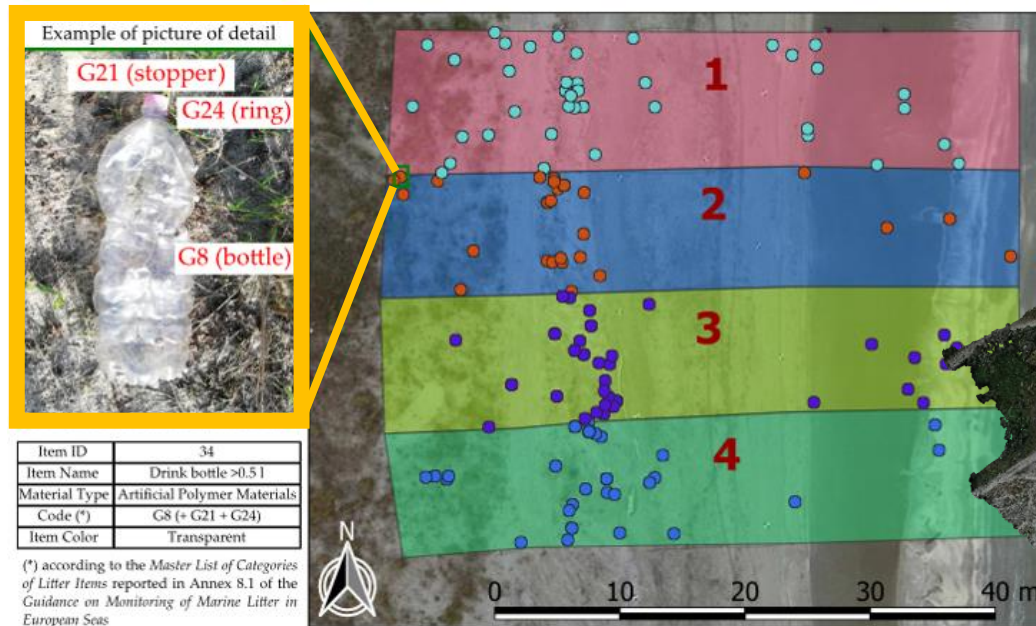 Example of picture of detail
G21 (stopper)
G24 (ring)
G8 (bottle)
Item ID 34
Item Name Drink bottle >0.5 l
Material Type Artificial Polymer Materials
Code (*) G8 (+ G21 + G24)
Item Color Transparent
(*) according to the Master List of Categories
of Litter Items reported in Annex 8.1 of the
Guidance on Monitoring of Marine Litter in
European Seas
1
2
3
4
N
0 10 20 30 40 m